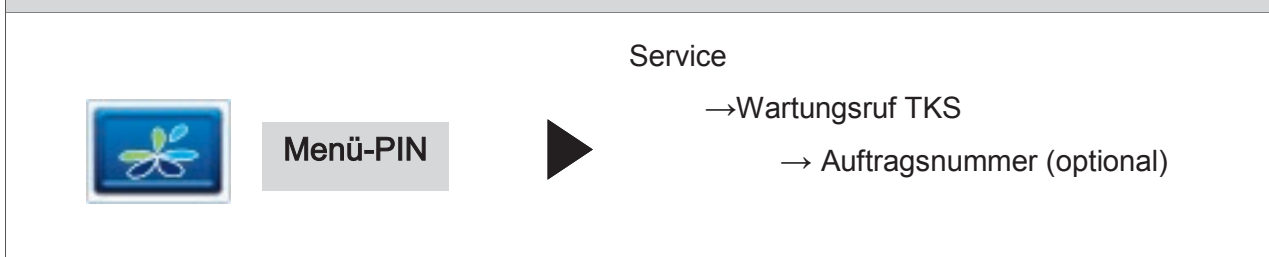 Service
→Wartungsruf TKS
Menü-PIN
→ Auftragsnummer (optional)